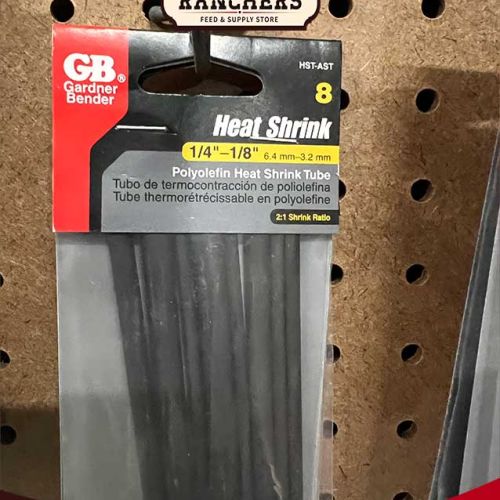 RANCHERS
FEED & SUPPLY STORE
GB®
Gardner
Bender
HST-AST
8
Heat Shrink
1/4"–1/8" 6.4 mm–3.2 mm
Polyolefin Heat Shrink Tube
Tubo de termocontracción de poliolefina
Tube thermorétrécissable en polyolefine
2:1 Shrink Ratio